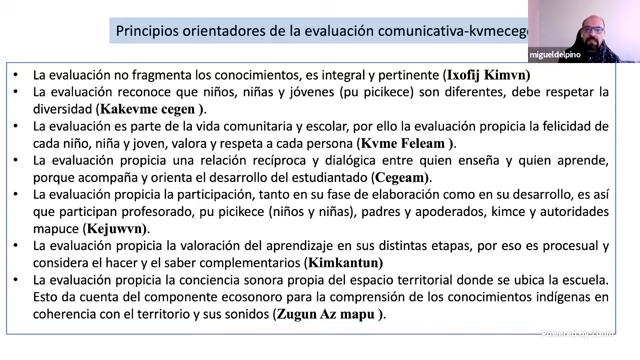 Principios orientadores de la evaluación comunicativa-kvmecege
migueldelpino
• La evaluación no fragmenta los conocimientos, es integral y pertinente (Ixofij Kimvn)
• La evaluación reconoce que niños, niñas y jóvenes (pu picikece) son diferentes, debe respetar la
diversidad (Kakevme cegen ).
• La evaluación es parte de la vida comunitaria y escolar, por ello la evaluación propicia la felicidad de
cada niño, niña y joven, valora y respeta a cada persona (Kvme Feleam ).
• La evaluación propicia una relación recíproca y dialógica entre quien enseña y quien aprende,
porque acompaña y orienta el desarrollo del estudiantado (Cegeam).
• La evaluación propicia la participación, tanto en su fase de elaboración como en su desarrollo, es así
que participan profesorado, pu picikece (niños y niñas), padres y apoderados, kimce y autoridades
mapuce (Kejuwvn).
• La evaluación propicia la valoración del aprendizaje en sus distintas etapas, por eso es procesual y
considera el hacer y el saber complementarios (Kimkantun)
• La evaluación propicia la conciencia sonora propia del espacio territorial donde se ubica la escuela.
Esto da cuenta del componente ecosonoro para la comprensión de los conocimientos indígenas en
coherencia con el territorio y sus sonidos (Zugun Az mapu ).
Powered by Zoom